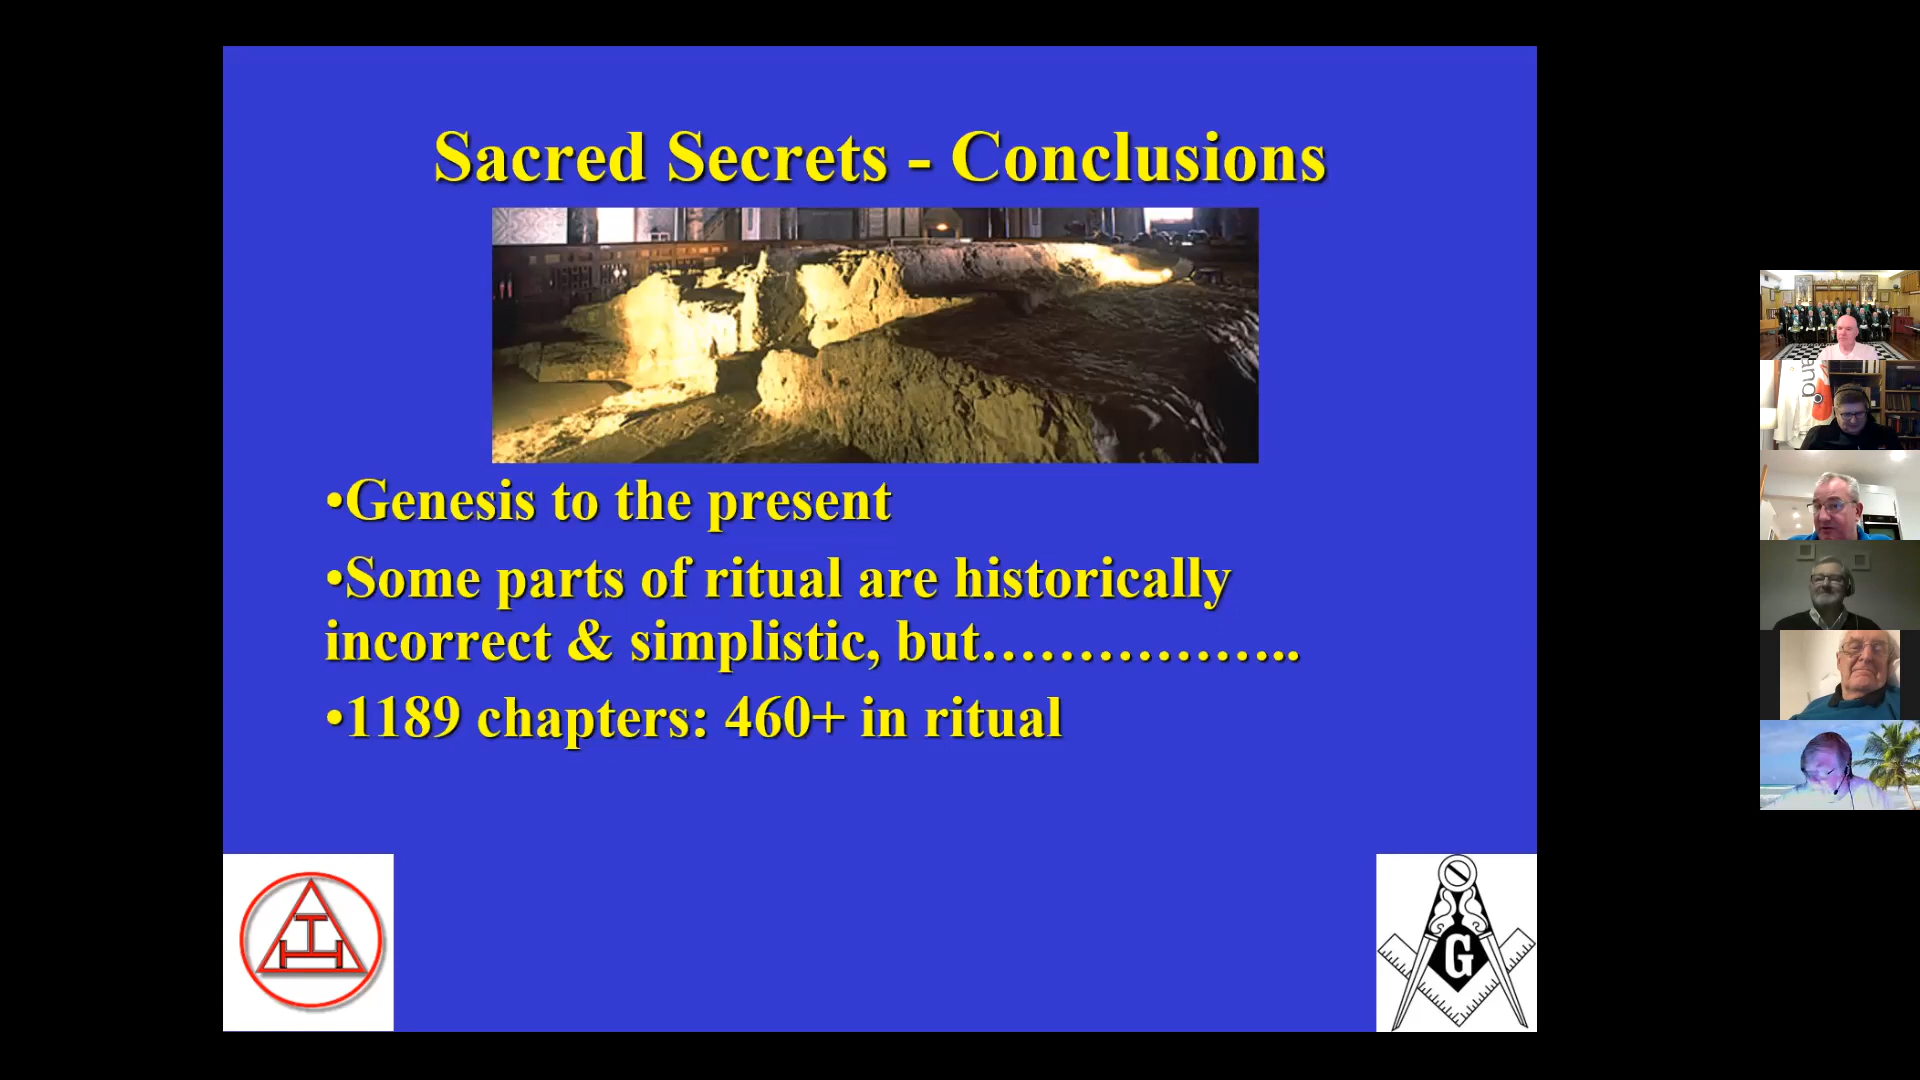 Sacred Secrets - Conclusions
•Genesis to the present
•Some parts of ritual are historically
incorrect & simplistic, but……………..
•1189 chapters: 460+ in ritual
G
and